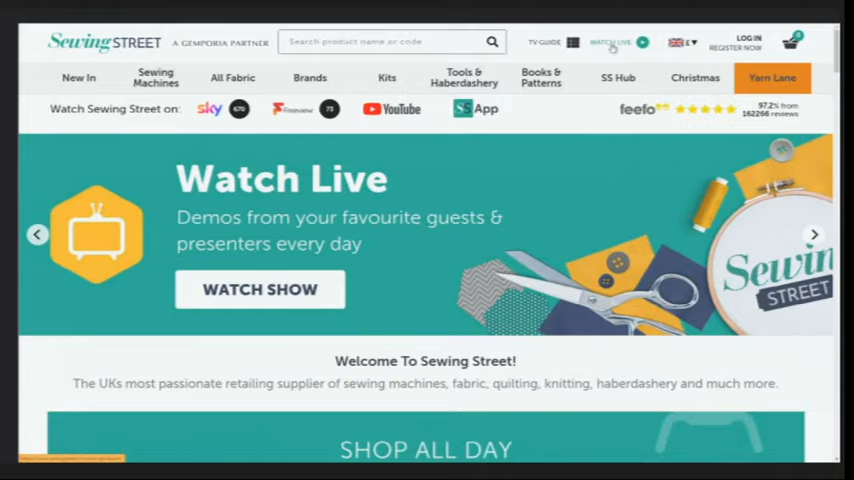 Sewing STREET A GEMPORIA PARTNER Search product name or code TV GUIDE WATCH LIVE £ LOG IN 0
REGISTER NOW
New In Sewing Machines All Fabric Brands Kits Tools & Haberdashery Books & Patterns SS Hub Christmas Yarn Lane
Watch Sewing Street on: sky 670 Freeview 73 YouTube SS App feefo 97.2% from
162266 reviews
Watch Live
Demos from your favourite guests &
presenters every day
WATCH SHOW
Sewin
STREET
Welcome To Sewing Street!
The UKs most passionate retailing supplier of sewing machines, fabric, quilting, knitting, haberdashery and much more.
SHOP ALL DAY